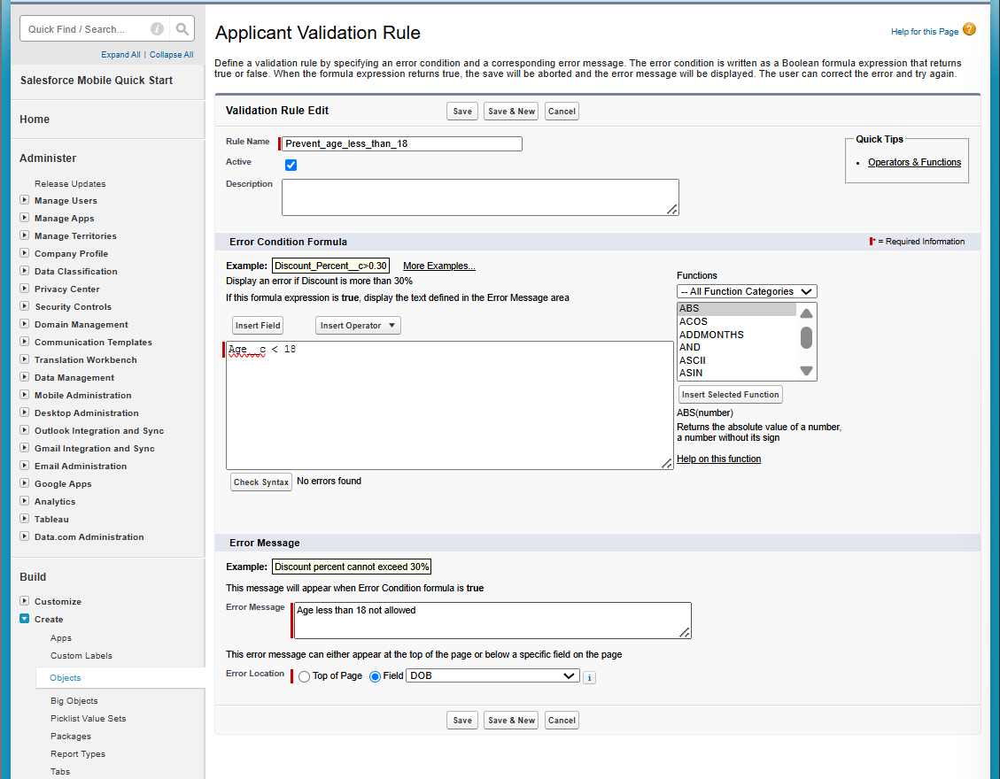 Quick Find / Search...
Expand All | Collapse All
Salesforce Mobile Quick Start
Home
Administer
Release Updates
Manage Users
Manage Apps
Manage Territories
Company Profile
Data Classification
Privacy Center
Security Controls
Domain Management
Communication Templates
Translation Workbench
Data Management
Mobile Administration
Desktop Administration
Outlook Integration and Sync
Gmail Integration and Sync
Email Administration
Google Apps
Analytics
Tableau
Data.com Administration
Build
Customize
Create
Apps
Custom Labels
Objects
Big Objects
Picklist Value Sets
Packages
Report Types
Tabs
Applicant Validation Rule
Help for this Page ?
Define a validation rule by specifying an error condition and a corresponding error message. The error condition is written as a Boolean formula expression that returns
true or false. When the formula expression returns true, the save will be aborted and the error message will be displayed. The user can correct the error and try again.
Validation Rule Edit Save Save & New Cancel
Rule Name Prevent_age_less_than_18
Active
Description
Quick Tips
• Operators & Functions
Error Condition Formula * = Required Information
Example: Discount_Percent__c>0.30 More Examples...
Display an error if Discount is more than 30%
If this formula expression is true, display the text defined in the Error Message area
Insert Field Insert Operator
Age__c < 18
Functions
-- All Function Categories
ABS
ACOS
ADDMONTHS
AND
ASCII
ASIN
Insert Selected Function
ABS(number)
Returns the absolute value of a number,
a number without its sign
Help on this function
Check Syntax No errors found
Error Message
Example: Discount percent cannot exceed 30%
This message will appear when Error Condition formula is true
Error Message Age less than 18 not allowed
This error message can either appear at the top of the page or below a specific field on the page
Error Location Top of Page Field DOB i
Save Save & New Cancel